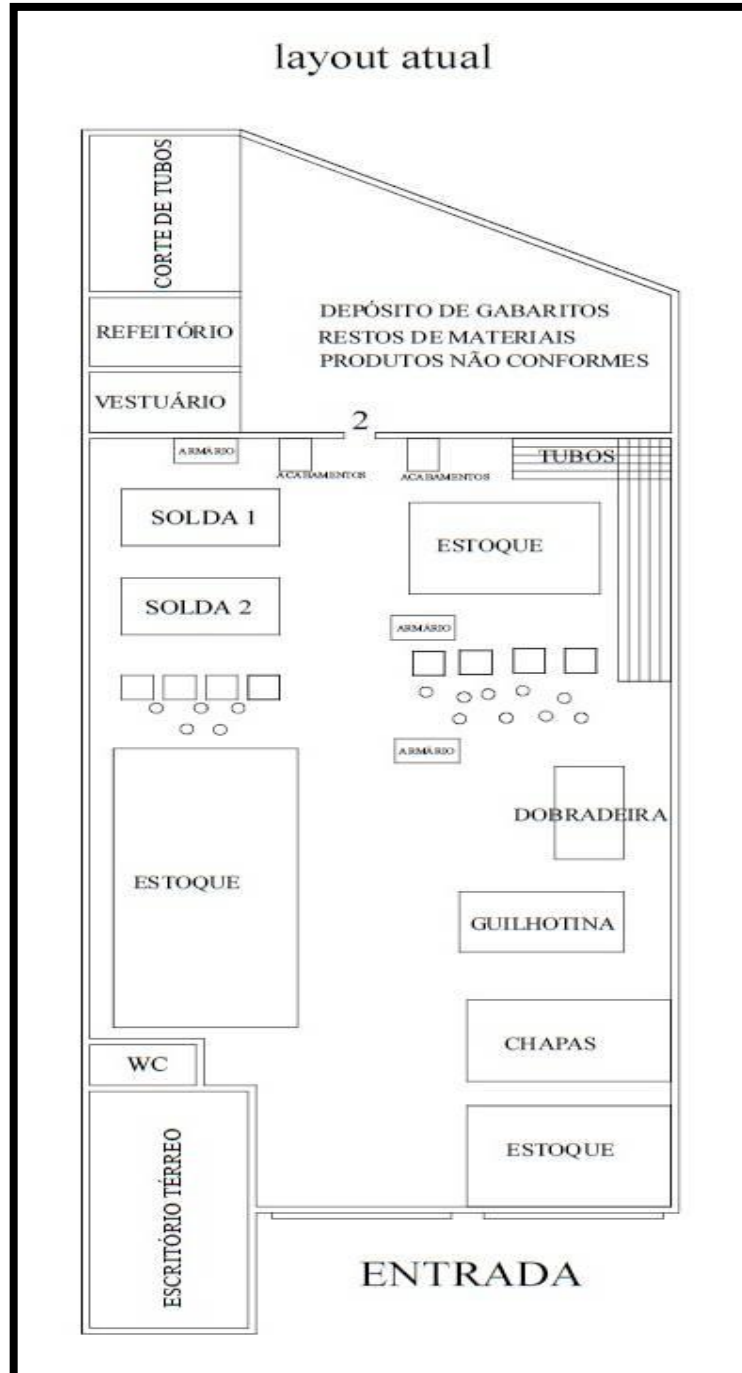 layout atual
CORTE DE TUBOS
REFEITÓRIO
VESTUÁRIO
DEPÓSITO DE GABARITOS
RESTOS DE MATERIAIS
PRODUTOS NÃO CONFORMES
2
ARMÁRIO
ACABAMENTOS
ACABAMENTOS
TUBOS
SOLDA 1
ESTOQUE
SOLDA 2
ARMÁRIO
ARMÁRIO
DOBRADEIRA
ESTOQUE
GUILHOTINA
CHAPAS
WC
ESTOQUE
ESCRITÓRIO TÉRREO
ENTRADA